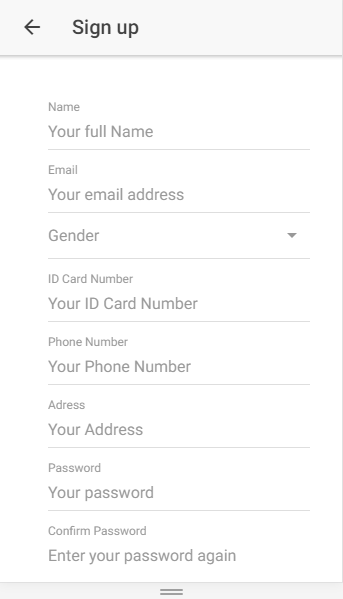 Sign up
Name
Your full Name
Email
Your email address
Gender
ID Card Number
Your ID Card Number
Phone Number
Your Phone Number
Adress
Your Address
Password
Your password
Confirm Password
Enter your password again